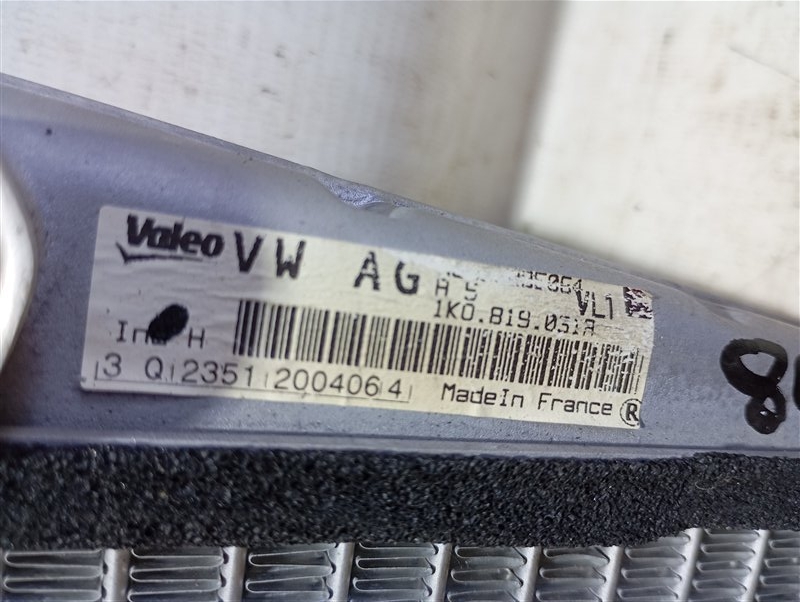 Valeo VW AG
A S VL1
1K0.819.031A
H
3 Q 2351 2004064
MadeIn France ®